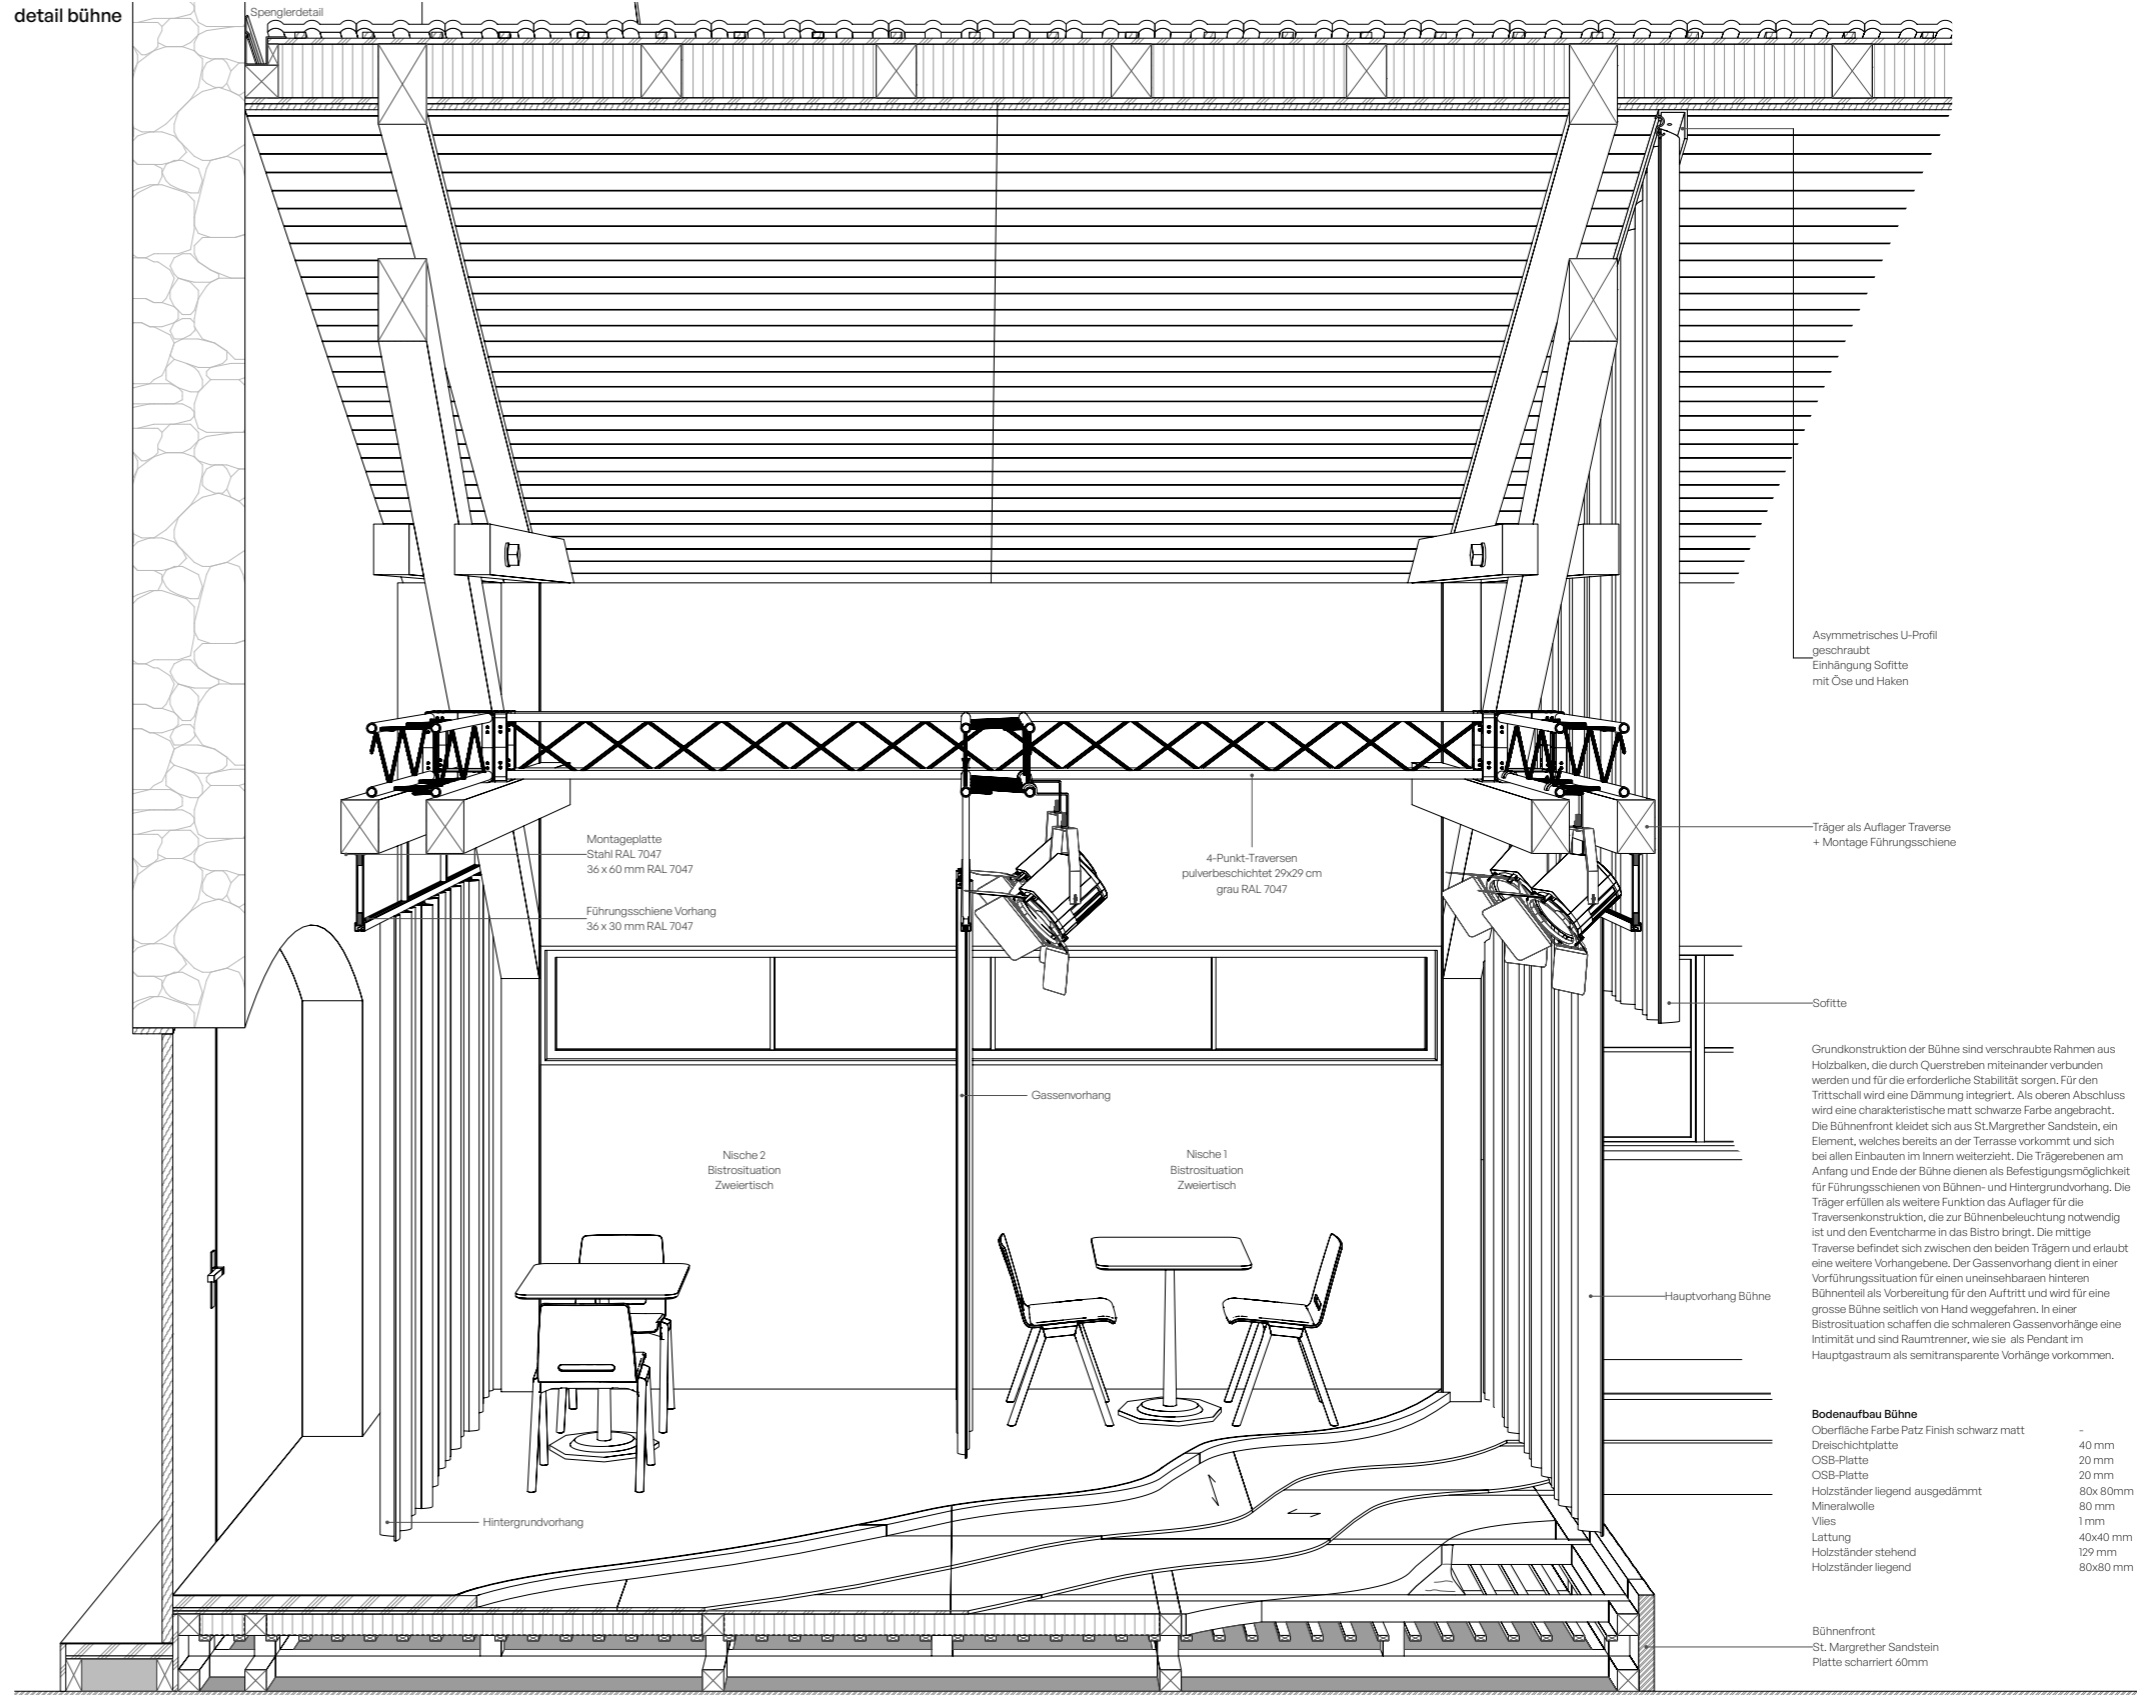 detail bühne
Spenglerdetail
Asymmetrisches U-Profil
geschraubt
Einhängung Sofitte
mit Öse und Haken
Montageplatte
Stahl RAL 7047
36 x 60 mm RAL 7047
Führungsschiene Vorhang
36 x 30 mm RAL 7047
4-Punkt-Traversen
pulverbeschichtet 29x29 cm
grau RAL 7047
Träger als Auflager Traverse
+ Montage Führungsschiene
Sofitte
Gassenvorhang
Nische 2
Bistrosituation
Zweiertisch
Nische 1
Bistrosituation
Zweiertisch
Hauptvorhang Bühne
Hintergrundvorhang
Grundkonstruktion der Bühne sind verschraubte Rahmen aus
Holzbalken, die durch Querstreben miteinander verbunden
werden und für die erforderliche Stabilität sorgen. Für den
Trittschall wird eine Dämmung integriert. Als oberen Abschluss
wird eine charakteristische matt schwarze Farbe angebracht.
Die Bühnenfront kleidet sich aus St.Margrether Sandstein, ein
Element, welches bereits an der Terrasse vorkommt und sich
bei allen Einbauten im Innern weiterzieht. Die Trägerebenen am
Anfang und Ende der Bühne dienen als Befestigungsmöglichkeit
für Führungsschienen von Bühnen- und Hintergrundvorhang. Die
Träger erfüllen als weitere Funktion das Auflager für die
Traversenkonstruktion, die zur Bühnenbeleuchtung notwendig
ist und den Eventcharme in das Bistro bringt. Die mittige
Traverse befindet sich zwischen den beiden Trägern und erlaubt
eine weitere Vorhangebene. Der Gassenvorhang dient in einer
Vorführungssituation für einen uneinsehbaraen hinteren
Bühnenteil als Vorbereitung für den Auftritt und wird für eine
grosse Bühne seitlich von Hand weggefahren. In einer
Bistrosituation schaffen die schmaleren Gassenvorhänge eine
Intimität und sind Raumtrenner, wie sie als Pendant im
Hauptgastraum als semitransparente Vorhänge vorkommen.
Bodenaufbau Bühne
Oberfläche Farbe Patz Finish schwarz matt -
Dreischichtplatte 40 mm
OSB-Platte 20 mm
OSB-Platte 20 mm
Holzständer liegend ausgedämmt 80x 80mm
Mineralwolle 80 mm
Vlies 1 mm
Lattung 40x40 mm
Holzständer stehend 129 mm
Holzständer liegend 80x80 mm
Bühnenfront
St. Margrether Sandstein
Platte scharriert 60mm